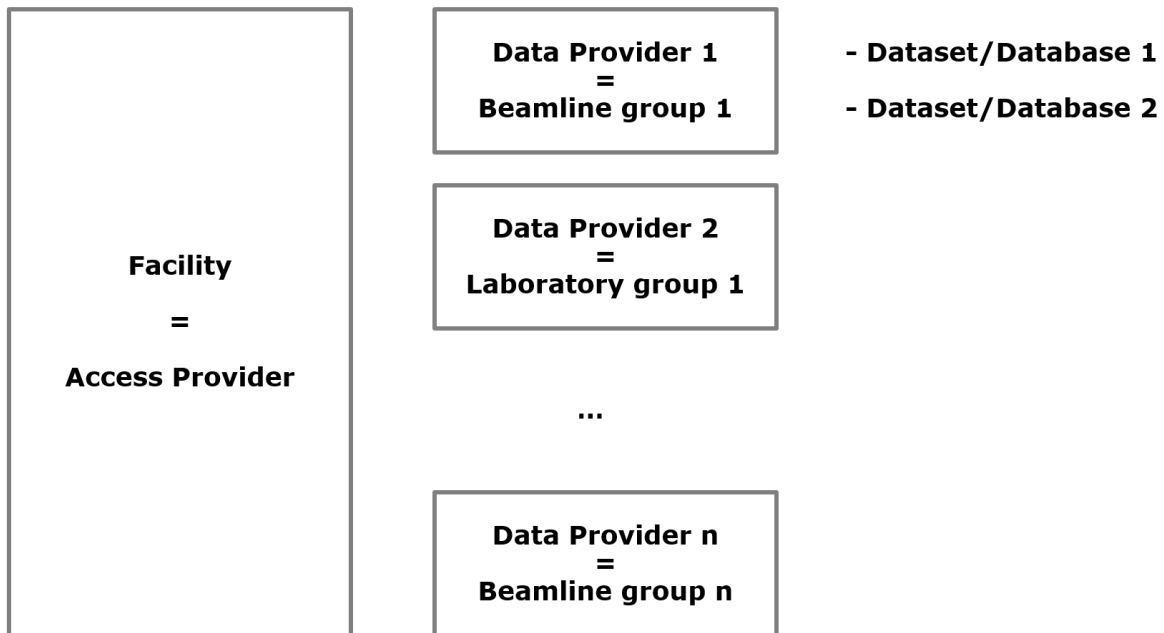 Facility
=
Access Provider
Data Provider 1
=
Beamline group 1
- Dataset/Database 1
- Dataset/Database 2
Data Provider 2
=
Laboratory group 1
...
Data Provider n
=
Beamline group n